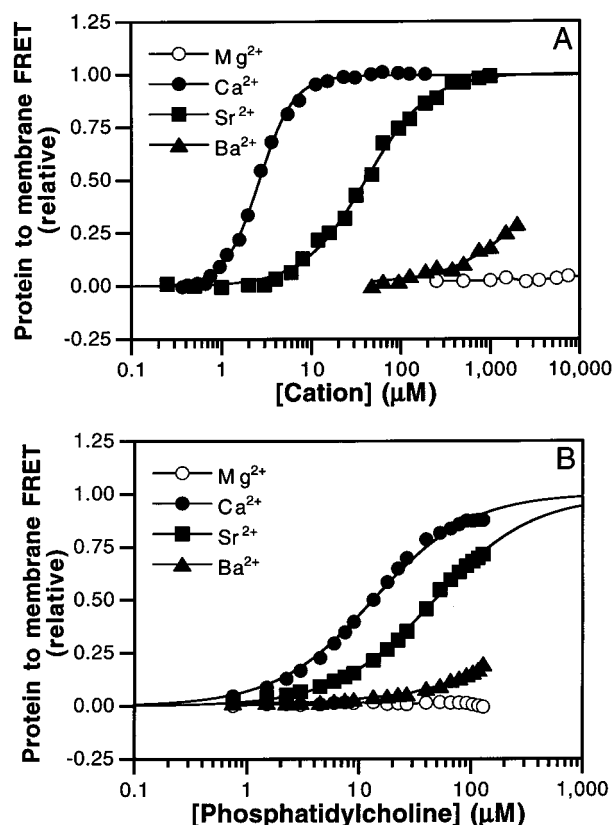 A
Mg2+
Ca2+
Sr2+
Ba2+
Protein to membrane FRET
(relative)
1.25
1.00
0.75
0.50
0.25
0.00
-0.25
0.1
1
10
100
1,000
10,000
[Cation] (μM)
B
Mg2+
Ca2+
Sr2+
Ba2+
Protein to membrane FRET
(relative)
1.25
1.00
0.75
0.50
0.25
0.00
-0.25
0.1
1
10
100
1,000
[Phosphatidylcholine] (μM)